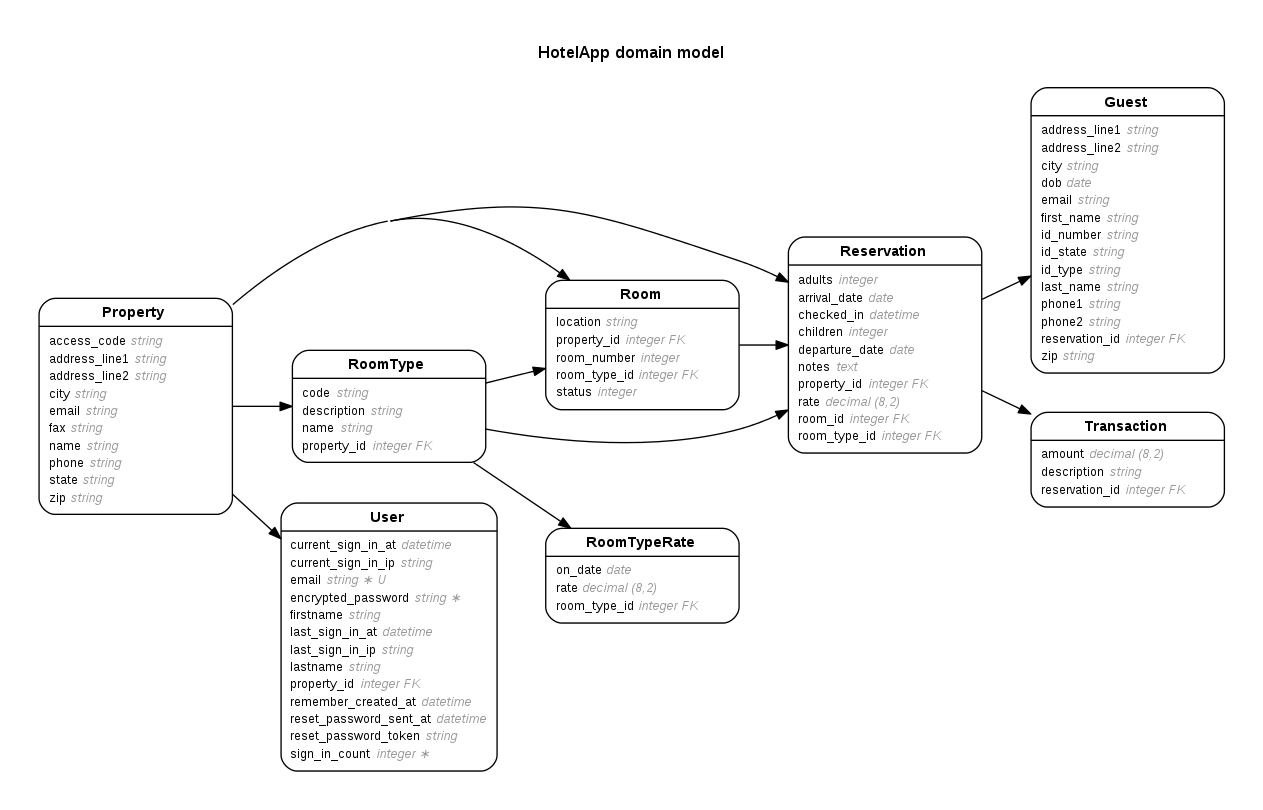 HotelApp domain model
Property
access_code string
address_line1 string
address_line2 string
city string
email string
fax string
name string
phone string
state string
zip string
RoomType
code string
description string
name string
property_id integer FK
User
current_sign_in_at datetime
current_sign_in_ip string
email string ∗ U
encrypted_password string ∗
firstname string
last_sign_in_at datetime
last_sign_in_ip string
lastname string
property_id integer FK
remember_created_at datetime
reset_password_sent_at datetime
reset_password_token string
sign_in_count integer ∗
Room
location string
property_id integer FK
room_number integer
room_type_id integer FK
status integer
RoomTypeRate
on_date date
rate decimal (8,2)
room_type_id integer FK
Reservation
adults integer
arrival_date date
checked_in datetime
children integer
departure_date date
notes text
property_id integer FK
rate decimal (8,2)
room_id integer FK
room_type_id integer FK
Guest
address_line1 string
address_line2 string
city string
dob date
email string
first_name string
id_number string
id_state string
id_type string
last_name string
phone1 string
phone2 string
reservation_id integer FK
zip string
Transaction
amount decimal (8,2)
description string
reservation_id integer FK